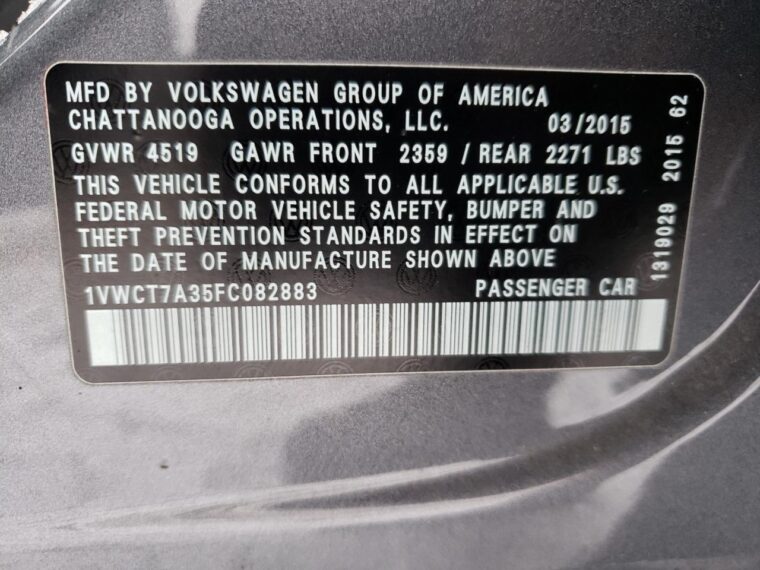 MFD BY VOLKSWAGEN GROUP OF AMERICA
CHATTANOOGA OPERATIONS, LLC. 03/2015
GVWR 4519 GAWR FRONT 2359 / REAR 2271 LBS
THIS VEHICLE CONFORMS TO ALL APPLICABLE U.S.
FEDERAL MOTOR VEHICLE SAFETY, BUMPER AND
THEFT PREVENTION STANDARDS IN EFFECT ON
THE DATE OF MANUFACTURE SHOWN ABOVE
1VWCT7A35FC082883 PASSENGER CAR
1319029 2015 62